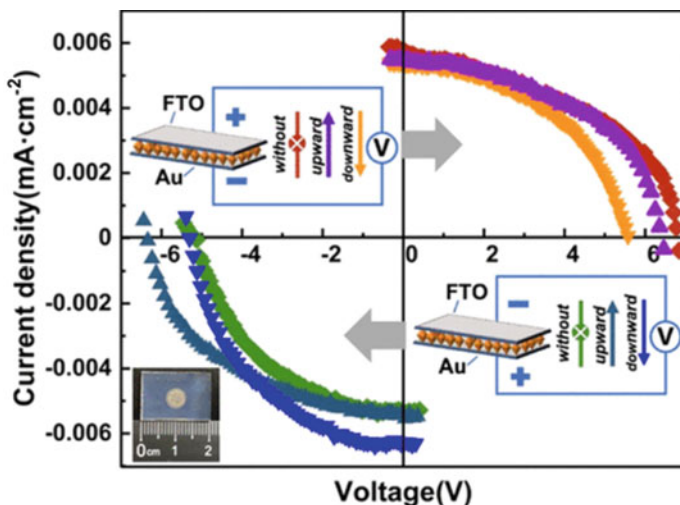 Current density(mA·cm⁻²)
0.006
0.004
0.002
0
-0.002
-0.004
-0.006
FTO
Au
+
−
without
upward
downward
V
-6
-4
-2
0
2
4
6
FTO
Au
−
+
without
upward
downward
V
0cm 1 2
Voltage(V)